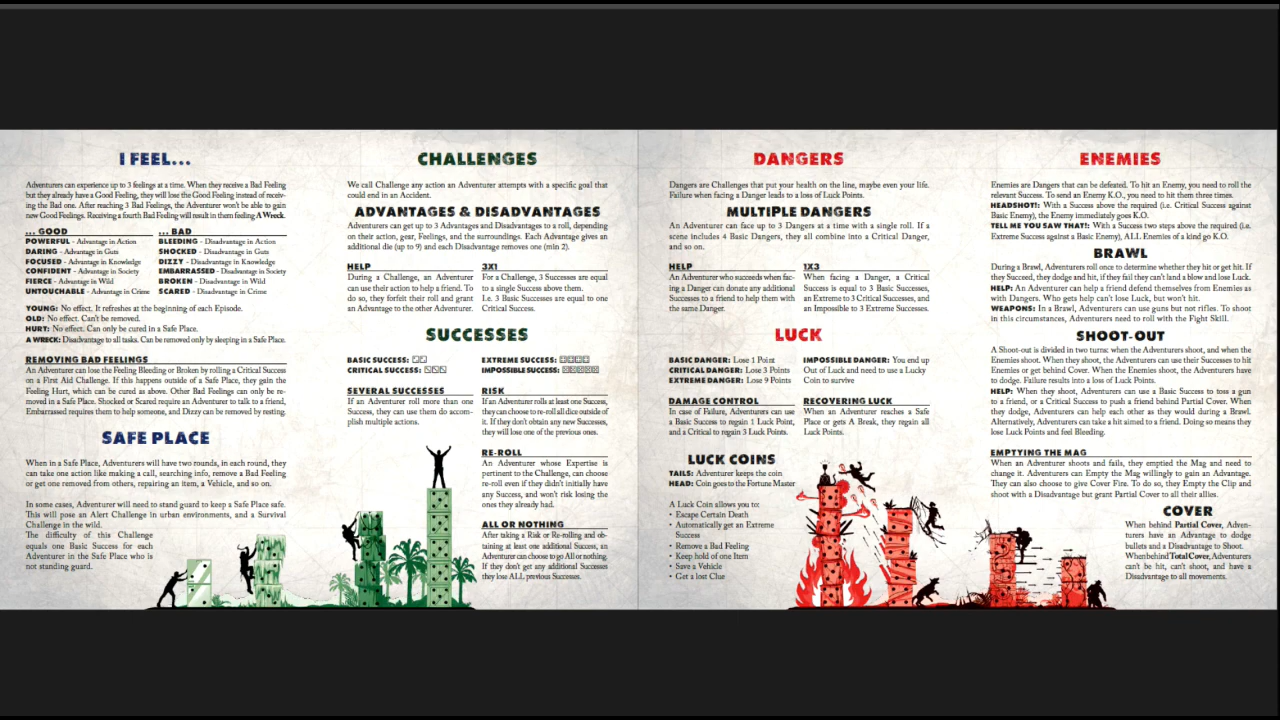 I FEEL...
Adventurers can experience up to 3 feelings at a time. When they receive a Bad Feeling
but they already have a Good Feeling, they will lose the Good Feeling instead of receiv-
ing the Bad one. After reaching 3 Bad Feelings, the Adventurer won't be able to gain
new Good Feelings. Receiving a fourth Bad Feeling will result in them feeling A Wreck.
... GOOD
POWERFUL - Advantage in Action
DARING - Advantage in Guts
FOCUSED - Advantage in Knowledge
CONFIDENT - Advantage in Society
FIERCE - Advantage in Wild
UNTOUCHABLE - Advantage in Crime
... BAD
BLEEDING - Disadvantage in Action
SHOCKED - Disadvantage in Guts
DIZZY - Disadvantage in Knowledge
EMBARRASSED - Disadvantage in Society
BROKEN - Disadvantage in Wild
SCARED - Disadvantage in Crime
YOUNG: No effect. It refreshes at the beginning of Episode.
OLD: No effect. Can't be removed.
HURT: No effect. Can only be cured in a Safe Place.
A WRECK: Disadvantage to all tasks. Can be removed only by sleeping in a Safe Place.
REMOVING BAD FEELINGS
An Adventurer can lose the Feeling Bleeding or Broken by rolling a Critical Success
on a First Aid Challenge. If this happens outside of a Safe Place, they gain the
Feeling Hurt, which can be cured as above. Other Bad Feelings can only be re-
moved in a Safe Place. Shocked or Scared require an Adventurer to talk to a friend,
Embarrassed requires them to help someone, and Dizzy can be removed by resting.
SAFE PLACE
When in a Safe Place, Adventurers will have two rounds, in each round, they
can take one action like making a call, searching info, remove a Bad Feeling
or get one removed from others, repairing an item, a Vehicle, and so on.
In some cases, Adventurer will need to stand guard to keep a Safe Place safe.
This will pose an Alert Challenge in urban environments, and a Survival
Challenge in the wild.
The difficulty of this Challenge
equals one Basic Success for each
Adventurer in the Safe Place who is
not standing guard.
CHALLENGES
We call Challenge any action an Adventurer attempts with a specific goal that
could end in an Accident.
ADVANTAGES & DISADVANTAGES
Adventurers can get up to 3 Advantages and Disadvantages to a roll, depending
on their action, gear, Feelings, and the surroundings. Each Advantage gives an
additional die (up to 9) and each Disadvantage removes one (min 2).
HELP
During a Challenge, an Adventurer
can use their action to help a friend. To
do so, they forfeit their roll and grant
an Advantage to the other Adventurer.
3X1
For a Challenge, 3 Successes are equal
to a single Success above them.
I.e. 3 Basic Successes are equal to one
Critical Success.
SUCCESSES
BASIC SUCCESS:
CRITICAL SUCCESS:
EXTREME SUCCESS:
IMPOSSIBLE SUCCESS:
SEVERAL SUCCESSES
If an Adventurer roll more than one
Success, they can use them do accom-
plish multiple actions.
RISK
If an Adventurer rolls at least one Success,
they can choose to re-roll all dice outside of
it. If they don't obtain any new Successes,
they will lose one of the previous ones.
RE-ROLL
An Adventurer whose Expertise is
pertinent to the Challenge, can choose
re-roll even if they didn't initially have
any Success, and won't risk losing the
ones they already had.
ALL OR NOTHING
After taking a Risk or Re-rolling and ob-
taining at least one additional Success, an
Adventurer can choose to go All or nothing.
If they don't get any additional Successes
they lose ALL previous Successes.
DANGERS
Dangers are Challenges that put your health on the line, maybe even your life.
Failure when facing a Danger leads to a loss of Luck Points.
MULTIPLE DANGERS
An Adventurer can face up to 3 Dangers at a time with a single roll. If a
scene includes 4 Basic Dangers, they all combine into a Critical Danger,
and so on.
HELP
An Adventurer who succeeds when fac-
ing a Danger can donate any additional
Successes to a friend to help them with
the same Danger.
1X3
When facing a Danger, a Critical
Success is equal to 3 Basic Successes,
an Extreme to 3 Critical Successes, and
an Impossible to 3 Extreme Successes.
LUCK
BASIC DANGER: Lose 1 Point
CRITICAL DANGER: Lose 3 Points
EXTREME DANGER: Lose 9 Points
IMPOSSIBLE DANGER: You end up
Out of Luck and need to use a Lucky
Coin to survive
DAMAGE CONTROL
In case of Failure, Adventurers can use
a Basic Success to regain 1 Luck Point,
and a Critical to regain 3 Luck Points.
RECOVERING LUCK
When an Adventurer reaches a Safe
Place or gets A Break, they regain all
Luck Points.
LUCK COINS
TAILS: Adventurer keeps the coin
HEAD: Coin goes to the Fortune Master
A Luck Coin allows you to:
• Escape Certain Death
• Automatically get an Extreme
Success
• Remove a Bad Feeling
• Keep hold of one Item
• Save a Vehicle
• Get a lost Clue
ENEMIES
Enemies are Dangers that can be defeated. To hit an Enemy, you need to roll the
relevant Success. To send an Enemy K.O., you need to hit them three times.
HEADSHOT!: With a Success above the required (i.e. Critical Success against
Basic Enemy), the Enemy immediately goes K.O.
TELL ME YOU SAW THAT!: With a Success two steps above the required (i.e.
Extreme Success against a Basic Enemy), ALL Enemies of a kind go K.O.
BRAWL
During a Brawl, Adventurers roll once to determine whether they hit or get hit. If
they Succeed, they dodge and hit, if they fail they can't land a blow and lose Luck.
HELP: An Adventurer can help a friend defend themselves from Enemies as
with Dangers. Who gets help can't lose Luck, but won't hit.
WEAPONS: In a Brawl, Adventurers can use guns but not rifles. To shoot
in this circumstances, Adventurers need to roll with the Fight Skill.
SHOOT-OUT
A Shoot-out is divided in two turns: when the Adventurers shoot, and when the
Enemies shoot. When they shoot, the Adventurers can use their Successes to hit
Enemies or get behind Cover. When the Enemies shoot, the Adventurers have
to dodge. Failure results into a loss of Luck Points.
HELP: When they shoot, Adventurers can use a Basic Success to toss a gun
to a friend, or a Critical Success to push a friend behind Partial Cover. When
they dodge, Adventurers can help each other as they would during a Brawl.
Alternatively, Adventurers can take a hit aimed to a friend. Doing so means they
lose Luck Points and feel Bleeding.
EMPTYING THE MAG
When an Adventurer shoots and fails, they emptied the Mag and need to
change it. Adventurers can Empty the Mag willingly to gain an Advantage.
They can also choose to give Cover Fire. To do so, they Empty the Clip and
shoot with a Disadvantage but grant Partial Cover to all their allies.
COVER
When behind Partial Cover, Adven-
turers have an Advantage to dodge
bullets and a Disadvantage to Shoot.
When behind Total Cover, Adventurers
can't be hit, can't shoot, and have a
Disadvantage to all movements.